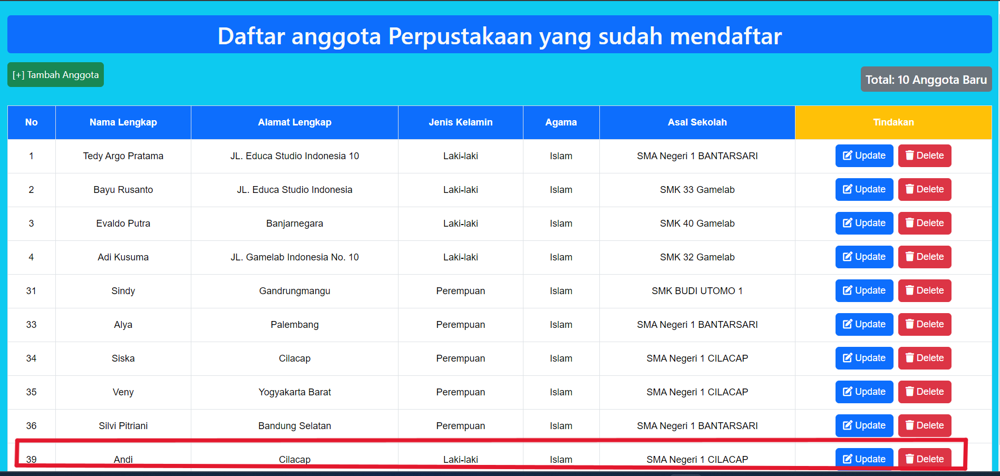 Daftar anggota Perpustakaan yang sudah mendaftar
[+] Tambah Anggota
Total: 10 Anggota Baru
No Nama Lengkap Alamat Lengkap Jenis Kelamin Agama Asal Sekolah Tindakan
1 Tedy Argo Pratama JL. Educa Studio Indonesia 10 Laki-laki Islam SMA Negeri 1 BANTARSARI Update Delete
2 Bayu Rusanto JL. Educa Studio Indonesia Laki-laki Islam SMK 33 Gamelab Update Delete
3 Evaldo Putra Banjarnegara Laki-laki Islam SMK 40 Gamelab Update Delete
4 Adi Kusuma JL. Gamelab Indonesia No. 10 Laki-laki Islam SMK 32 Gamelab Update Delete
31 Sindy Gandrungmangu Perempuan Islam SMK BUDI UTOMO 1 Update Delete
33 Alya Palembang Perempuan Islam SMA Negeri 1 BANTARSARI Update Delete
34 Siska Cilacap Perempuan Islam SMA Negeri 1 CILACAP Update Delete
35 Veny Yogyakarta Barat Perempuan Islam SMA Negeri 1 CILACAP Update Delete
36 Silvi Pitriani Bandung Selatan Perempuan Islam SMA Negeri 1 BANTARSARI Update Delete
39 Andi Cilacap Laki-laki Islam SMA Negeri 1 CILACAP Update Delete